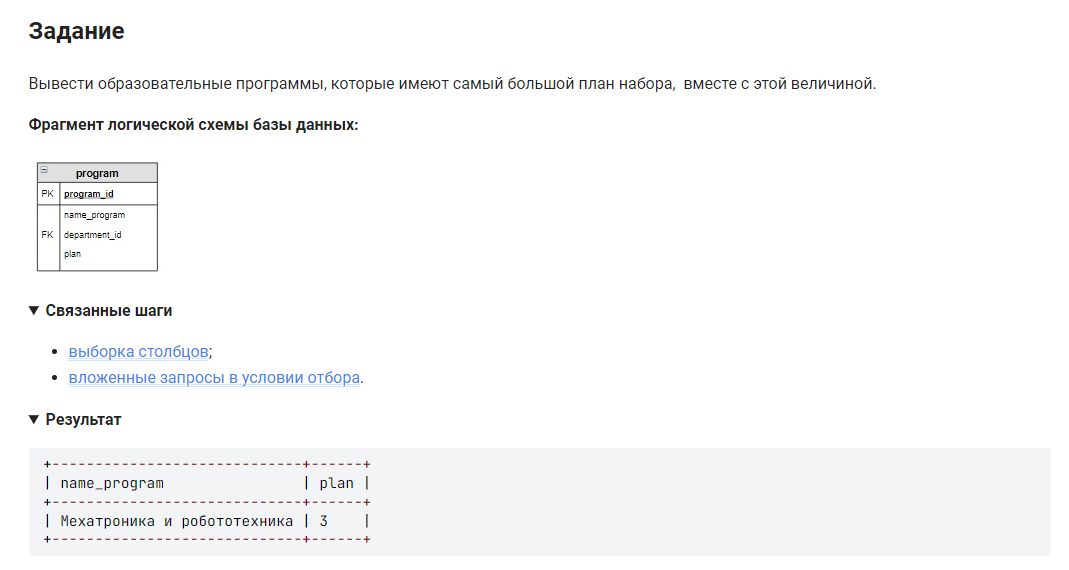 Задание
Вывести образовательные программы, которые имеют самый большой план набора,  вместе с этой величиной.
Фрагмент логической схемы базы данных:
program
PK program_id
name_program
FK department_id
plan
Связанные шаги
выборка столбцов;
вложенные запросы в условии отбора.
Результат
+-----------------------------+------+
| name_program                | plan |
+-----------------------------+------+
| Мехатроника и робототехника | 3    |
+-----------------------------+------+